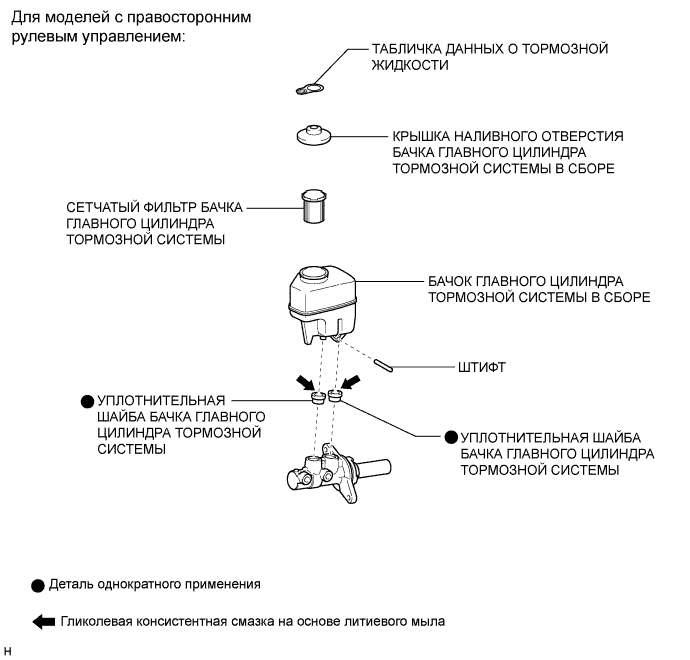 Для моделей с правосторонним
рулевым управлением:
ТАБЛИЧКА ДАННЫХ О ТОРМОЗНОЙ
ЖИДКОСТИ
КРЫШКА НАЛИВНОГО ОТВЕРСТИЯ
БАЧКА ГЛАВНОГО ЦИЛИНДРА
ТОРМОЗНОЙ СИСТЕМЫ В СБОРЕ
СЕТЧАТЫЙ ФИЛЬТР БАЧКА
ГЛАВНОГО ЦИЛИНДРА
ТОРМОЗНОЙ СИСТЕМЫ
БАЧОК ГЛАВНОГО ЦИЛИНДРА
ТОРМОЗНОЙ СИСТЕМЫ В СБОРЕ
ШТИФТ
УПЛОТНИТЕЛЬНАЯ
ШАЙБА БАЧКА ГЛАВНОГО
ЦИЛИНДРА ТОРМОЗНОЙ
СИСТЕМЫ
УПЛОТНИТЕЛЬНАЯ ШАЙБА
БАЧКА ГЛАВНОГО ЦИЛИНДРА
ТОРМОЗНОЙ СИСТЕМЫ
Деталь однократного применения
Гликолевая консистентная смазка на основе литиевого мыла
H